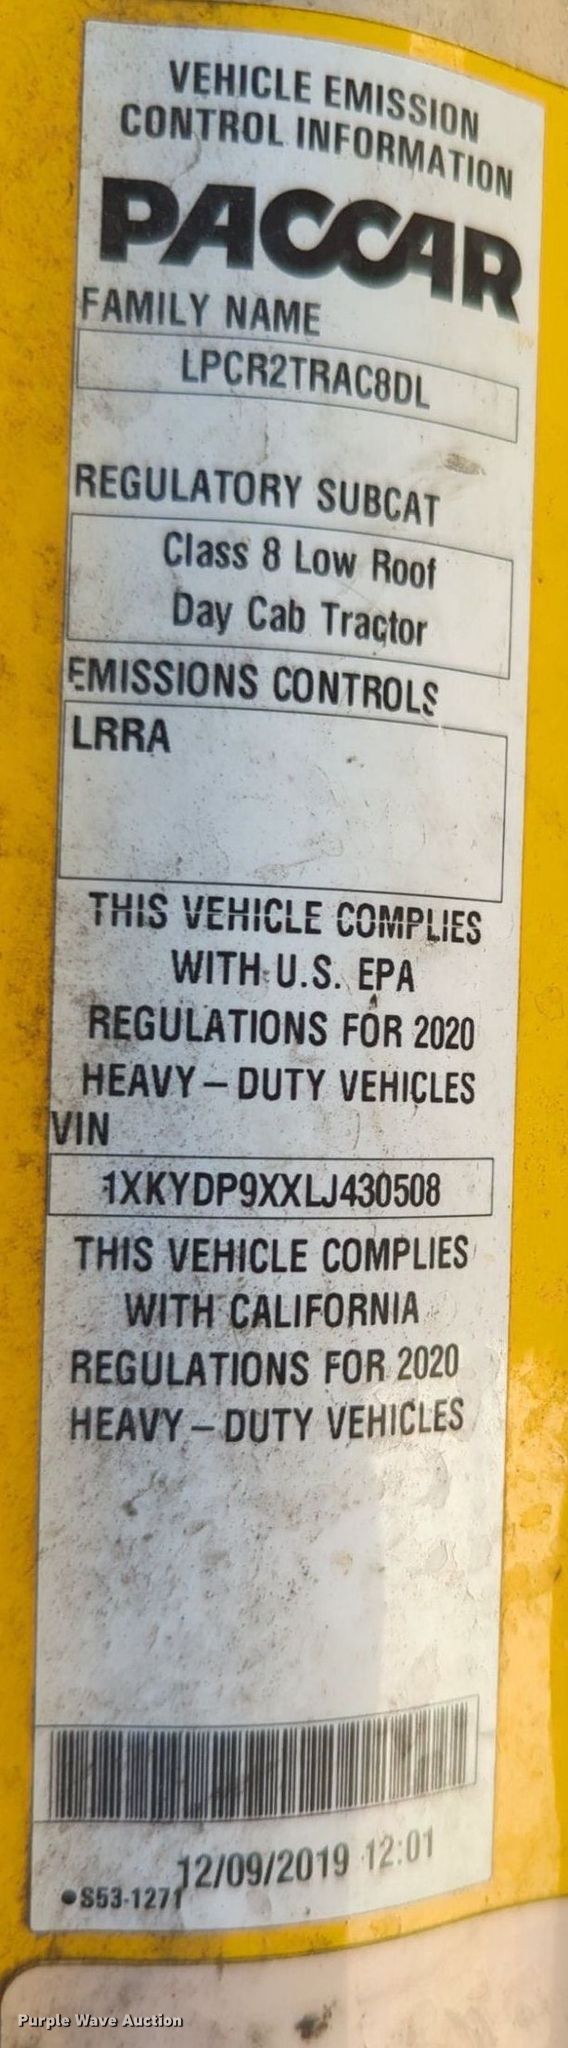 VEHICLE EMISSION
CONTROL INFORMATION
PACCAR
FAMILY NAME
LPCR2TRAC8DL
REGULATORY SUBCAT
Class 8 Low Roof
Day Cab Tractor
EMISSIONS CONTROLS
LRRA
THIS VEHICLE COMPLIES
WITH U.S. EPA
REGULATIONS FOR 2020
HEAVY – DUTY VEHICLES
VIN
1XKYDP9XXLJ430508
THIS VEHICLE COMPLIES
WITH CALIFORNIA
REGULATIONS FOR 2020
HEAVY – DUTY VEHICLES
12/09/2019 12:01
●S53-1271
Purple Wave Auction